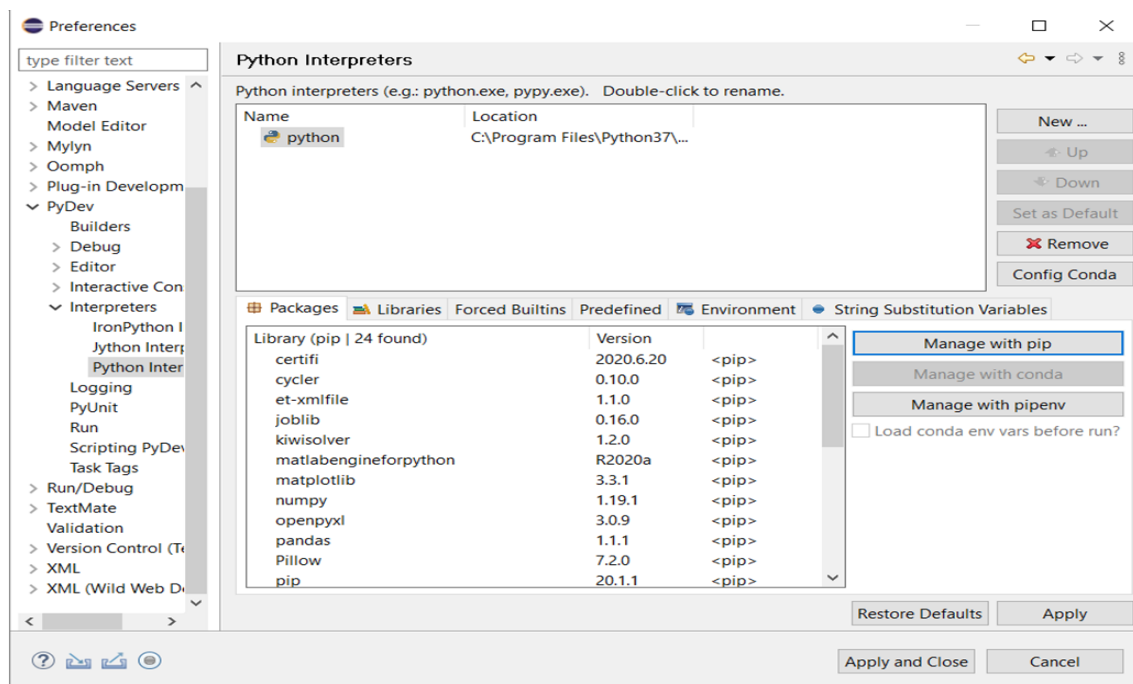 Preferences
type filter text
Language Servers
Maven
Model Editor
Mylyn
Oomph
Plug-in Developm
PyDev
Builders
Debug
Editor
Interactive Con
Interpreters
IronPython I
Jython Interp
Python Inter
Logging
PyUnit
Run
Scripting PyDev
Task Tags
Run/Debug
TextMate
Validation
Version Control (Te
XML
XML (Wild Web De
Python Interpreters
Python interpreters (e.g.: python.exe, pypy.exe). Double-click to rename.
Name Location
python C:\Program Files\Python37\...
New ...
Up
Down
Set as Default
Remove
Config Conda
Packages Libraries Forced Builtins Predefined Environment String Substitution Variables
Library (pip | 24 found) Version
certifi 2020.6.20 <pip>
cycler 0.10.0 <pip>
et-xmlfile 1.1.0 <pip>
joblib 0.16.0 <pip>
kiwisolver 1.2.0 <pip>
matlabengineforpython R2020a <pip>
matplotlib 3.3.1 <pip>
numpy 1.19.1 <pip>
openpyxl 3.0.9 <pip>
pandas 1.1.1 <pip>
Pillow 7.2.0 <pip>
pip 20.1.1 <pip>
Manage with pip
Manage with conda
Manage with pipenv
Load conda env vars before run?
Restore Defaults Apply
Apply and Close Cancel